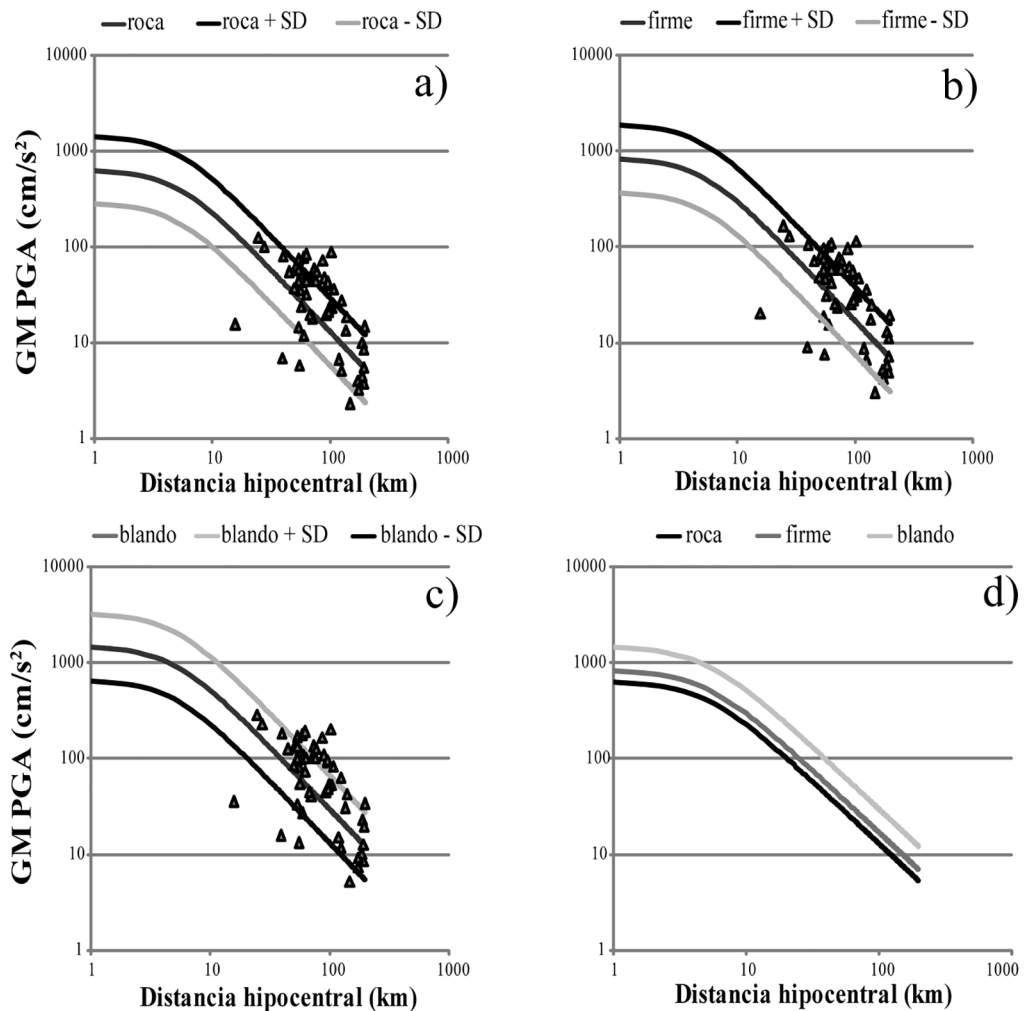 roca roca + SD roca - SD
firme firme + SD firme - SD
10000
1000
100
10
1
1 10 100 1000
GM PGA (cm/s²)
Distancia hipocentral (km)
a)
10000
1000
100
10
1
1 10 100 1000
Distancia hipocentral (km)
b)
blando blando + SD blando - SD
roca firme blando
10000
1000
100
10
1
1 10 100 1000
GM PGA (cm/s²)
Distancia hipocentral (km)
c)
10000
1000
100
10
1
1 10 100 1000
Distancia hipocentral (km)
d)